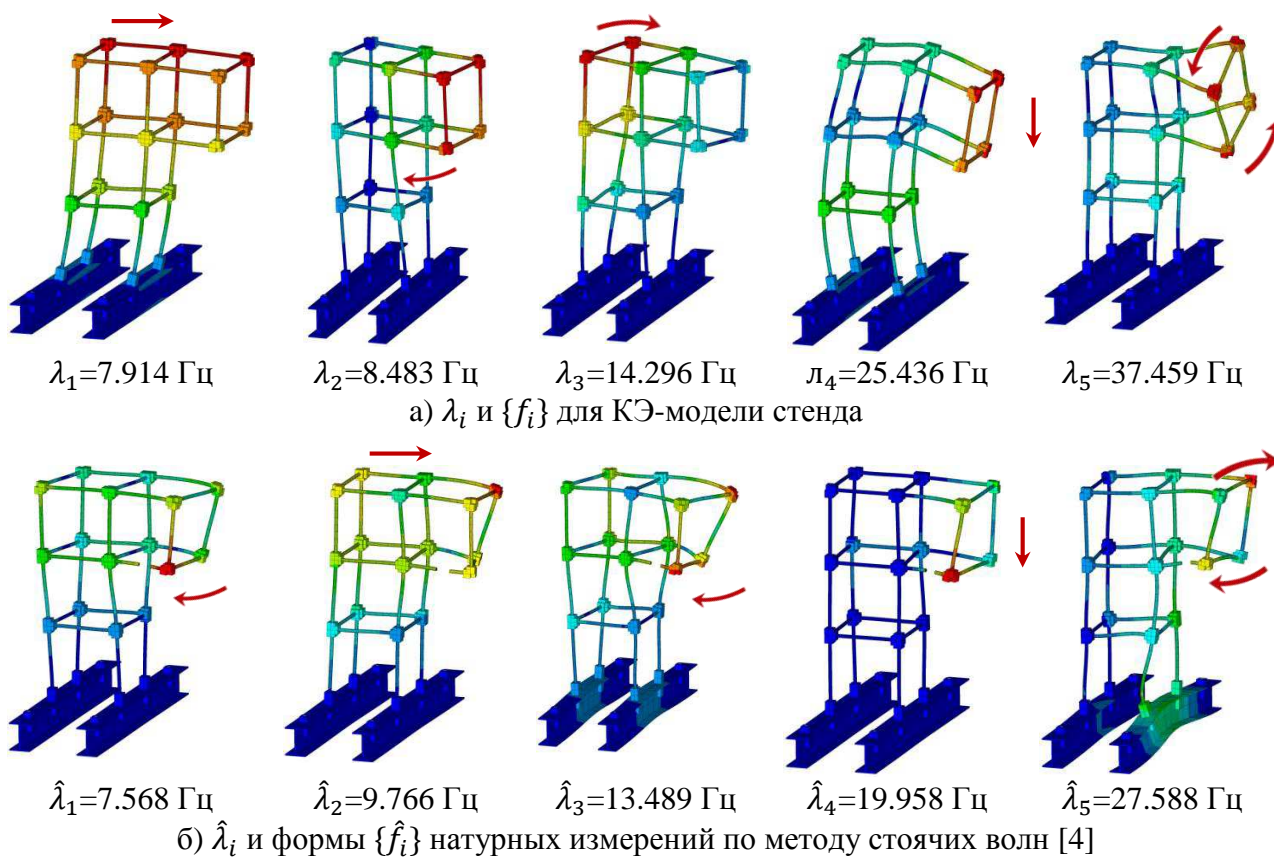 λ₁=7.914 Гц λ₂=8.483 Гц λ₃=14.296 Гц л₄=25.436 Гц λ₅=37.459 Гц
а) λᵢ и {fᵢ} для КЭ-модели стенда
λ̂₁=7.568 Гц λ̂₂=9.766 Гц λ̂₃=13.489 Гц λ̂₄=19.958 Гц λ̂₅=27.588 Гц
б) λ̂ᵢ и формы {f̂ᵢ} натурных измерений по методу стоячих волн [4]